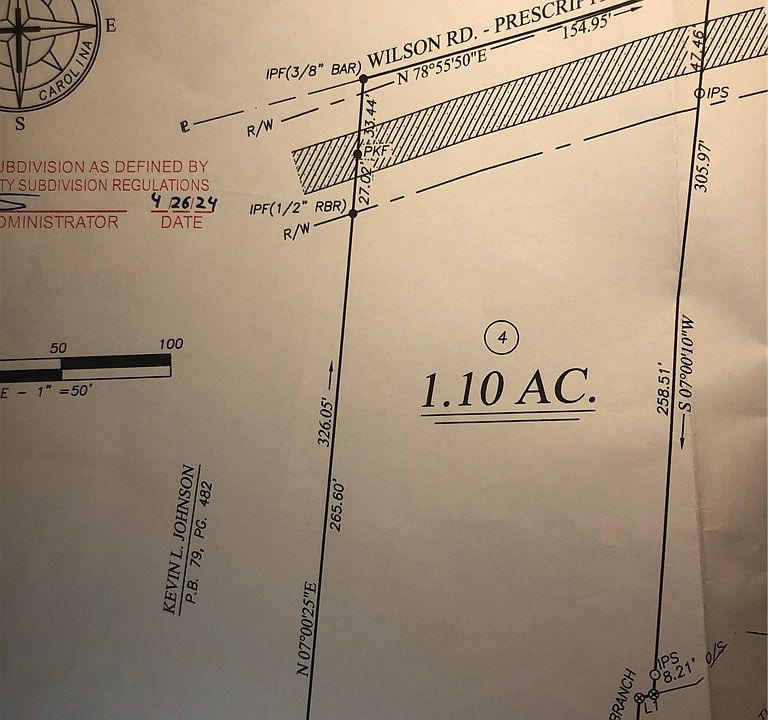 E
CAROLINA
S
WILSON RD. - PRESCRIPT
154.95'
N 78°55'50"E
IPF(3/8" BAR)
R/W
33.44'
PKF
27.02'
IPF(1/2" RBR)
R/W
47.46'
IPS
305.97'
UBDIVISION AS DEFINED BY
TY SUBDIVISION REGULATIONS
4/26/24
DMINISTRATOR
DATE
50
100
E - 1" =50'
4
1.10 AC.
326.05'
265.60'
N 07°00'25"E
258.51'
S 07°00'10"W
KEVIN L. JOHNSON
P.B. 79, PG. 482
IPS
8.21'
O/S
BRANCH
L1